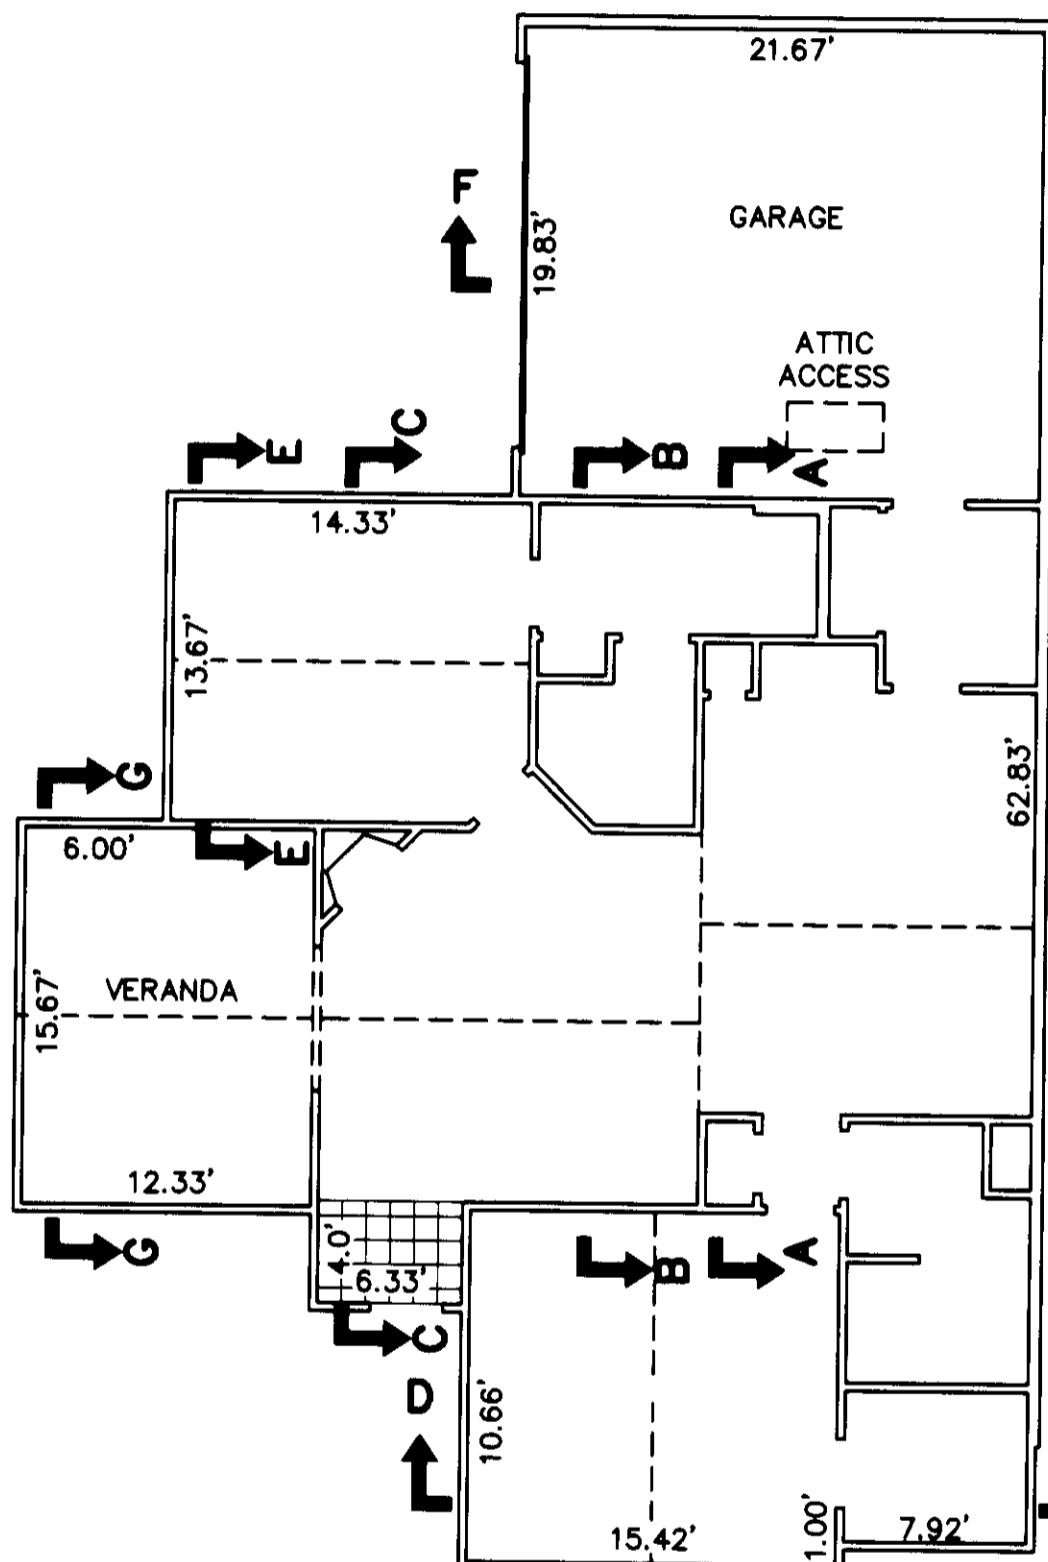 21.67'
F
GARAGE
19.83'
ATTIC
ACCESS
C
E
B
A
14.33'
13.67'
G
62.83'
6.00'
E
VERANDA
15.67'
12.33'
G
4.0'
6.33'
B
A
C
D
10.66'
15.42'
1.00'
7.92'